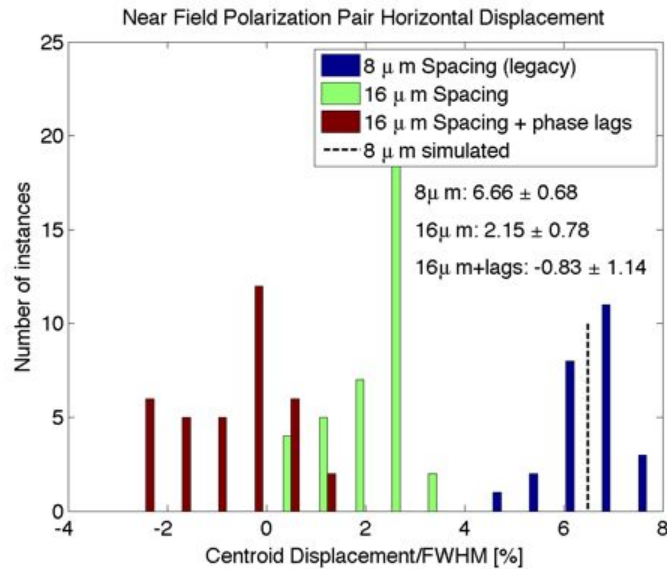 Near Field Polarization Pair Horizontal Displacement
25
20
15
10
5
0
Number of instances
8 μ m Spacing (legacy)
16 μ m Spacing
16 μ m Spacing + phase lags
8 μ m simulated
8μ m: 6.66 ± 0.68
16μ m: 2.15 ± 0.78
16μ m+lags: -0.83 ± 1.14
-4 -2 0 2 4 6 8
Centroid Displacement/FWHM [%]